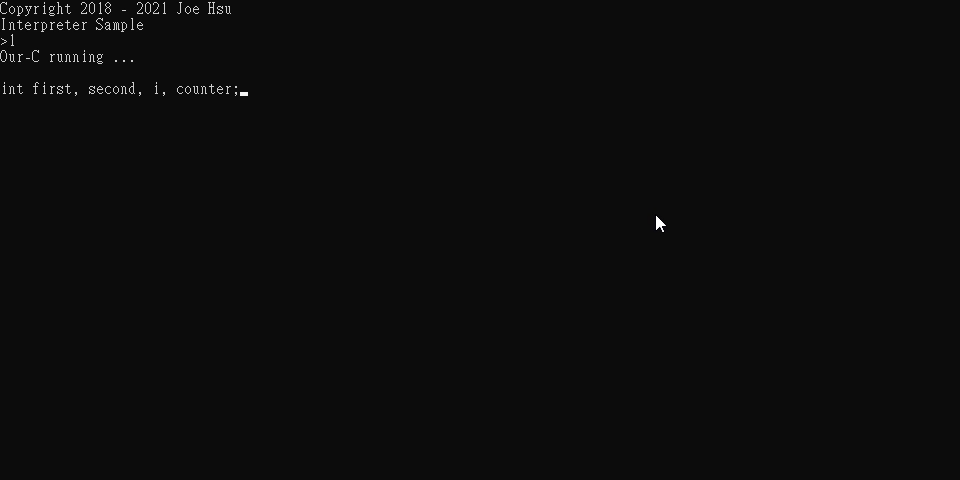 Copyright 2018 - 2021 Joe Hsu
Interpreter Sample
>1
Our-C running ...
int first, second, i, counter;